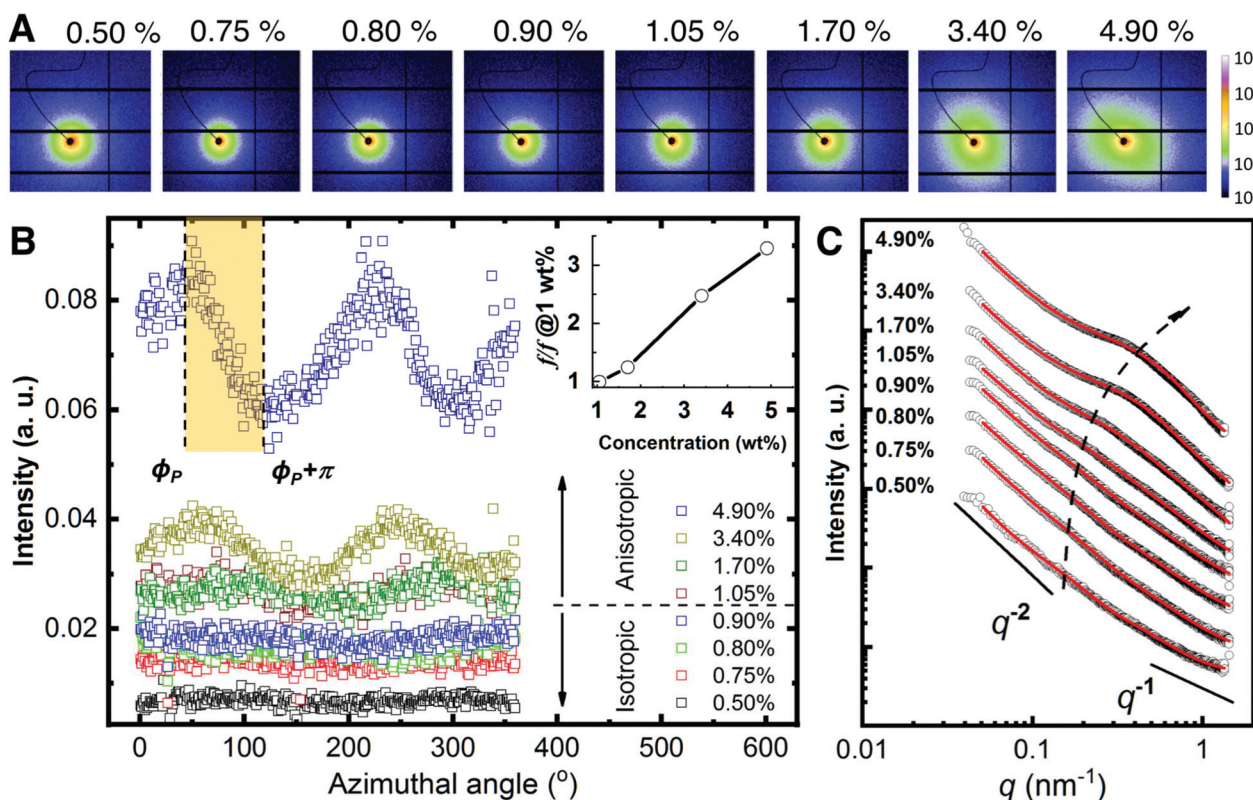 A
0.50 % 0.75 % 0.80 % 0.90 % 1.05 % 1.70 % 3.40 % 4.90 %
10
10
10
10
10
B
Intensity (a. u.)
0.08
0.06
0.04
0.02
0 100 200 300 400 500 600
Azimuthal angle (°)
ϕP
ϕP+π
f/f@1 wt%
3
2
1
1 2 3 4 5
Concentration (wt%)
Anisotropic
Isotropic
4.90%
3.40%
1.70%
1.05%
0.90%
0.80%
0.75%
0.50%
C
Intensity (a. u.)
4.90%
3.40%
1.70%
1.05%
0.90%
0.80%
0.75%
0.50%
q-2
q-1
0.01 0.1 1
q (nm-1)